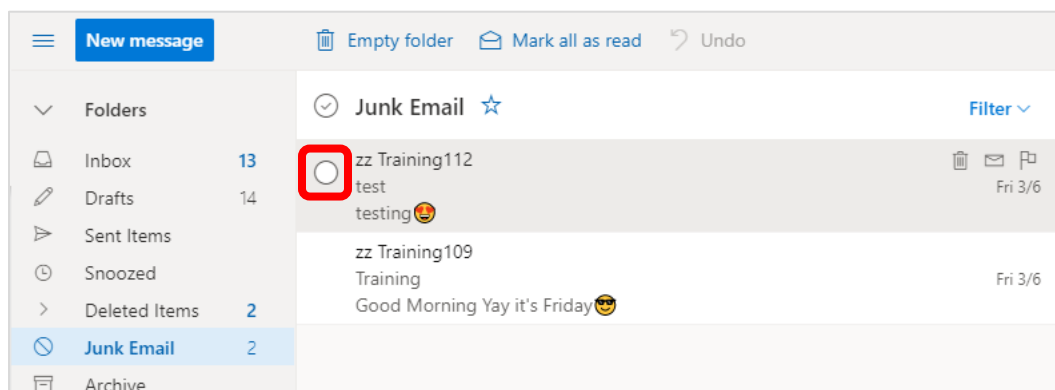 New message
Empty folder
Mark all as read
Undo
Folders
Inbox 13
Drafts 14
Sent Items
Snoozed
Deleted Items 2
Junk Email 2
Archive
Junk Email
Filter
zz Training112
test
Fri 3/6
testing😍
zz Training109
Training
Fri 3/6
Good Morning Yay it's Friday😎